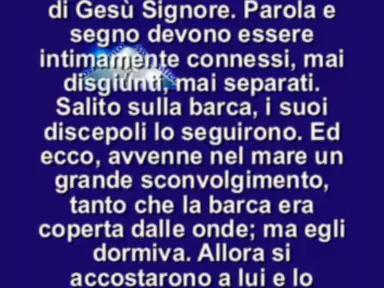 di Gesù Signore. Parola e
segno devono essere
intimamente connessi, mai
disgiunti, mai separati.
Salito sulla barca, i suoi
discepoli lo seguirono. Ed
ecco, avvenne nel mare un
grande sconvolgimento,
tanto che la barca era
coperta dalle onde; ma egli
dormiva. Allora si
accostarono a lui e lo